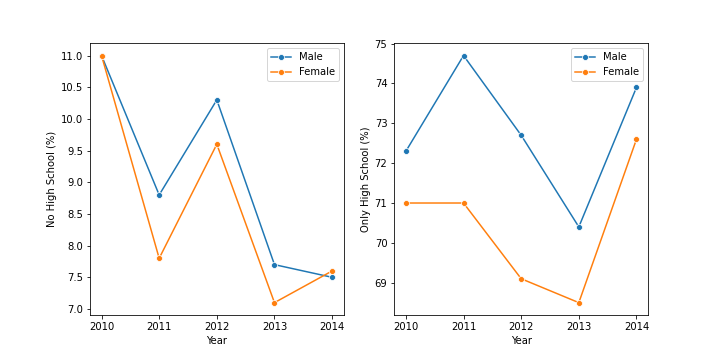 No High School (%)
11.0
10.5
10.0
9.5
9.0
8.5
8.0
7.5
7.0
2010 2011 2012 2013 2014
Year
Male
Female
Only High School (%)
75
74
73
72
71
70
69
2010 2011 2012 2013 2014
Year
Male
Female